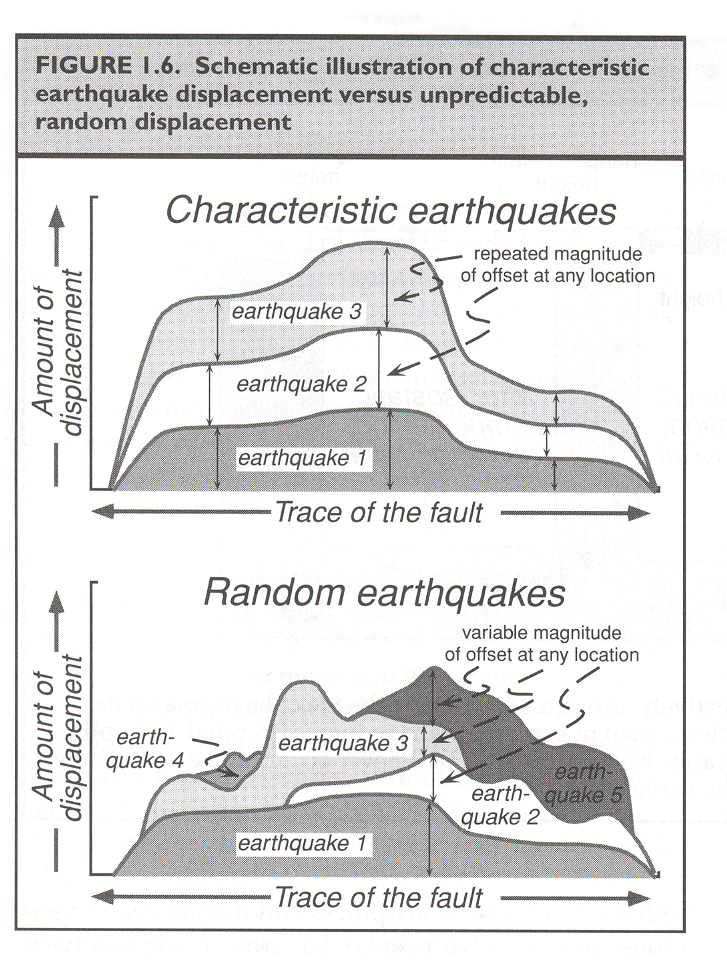 FIGURE 1.6. Schematic illustration of characteristic
earthquake displacement versus unpredictable,
random displacement
Characteristic earthquakes
Amount of
displacement
repeated magnitude
of offset at any location
earthquake 3
earthquake 2
earthquake 1
Trace of the fault
Random earthquakes
Amount of
displacement
variable magnitude
of offset at any location
earth-
quake 4
earthquake 3
earth-
quake 5
earth-
quake 2
earthquake 1
Trace of the fault